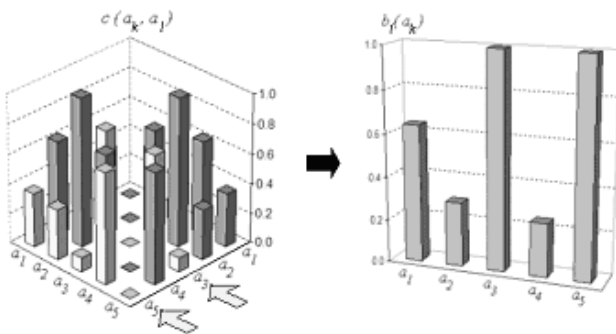 c ( aₖ, a₁ )
1.0
0.8
0.6
0.4
0.2
0.0
a₁
a₂
a₃
a₄
a₅
a₅
a₄
a₃
a₂
a₁
bₗ(aₖ)
1.0
0.8
0.6
0.4
0.2
0.0
a₁
a₂
a₃
a₄
a₅